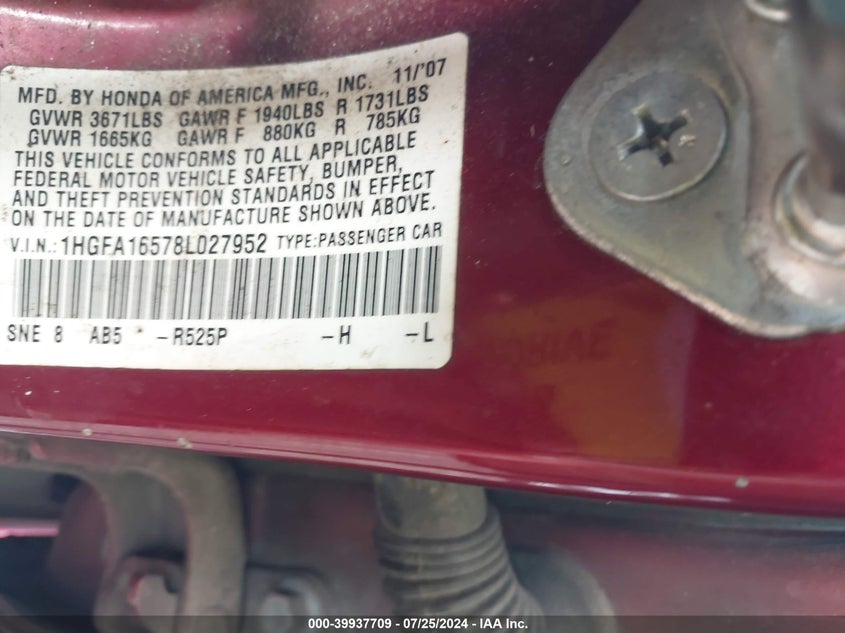 MFD. BY HONDA OF AMERICA MFG., INC. 11/'07
GVWR 3671LBS GAWR F 1940LBS R 1731LBS
GVWR 1665KG GAWR F 880KG R 785KG
THIS VEHICLE CONFORMS TO ALL APPLICABLE
FEDERAL MOTOR VEHICLE SAFETY, BUMPER,
AND THEFT PREVENTION STANDARDS IN EFFECT
ON THE DATE OF MANUFACTURE SHOWN ABOVE.
V.I.N.: 1HGFA16578L027952 TYPE:PASSENGER CAR
SNE 8 AB5 -R525P -H -L
000-39937709 - 07/25/2024 - IAA Inc.